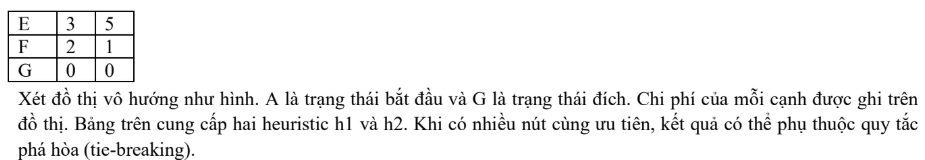 E 3 5
F 2 1
G 0 0
Xét đồ thị vô hướng như hình. A là trạng thái bắt đầu và G là trạng thái đích. Chi phí của mỗi cạnh được ghi trên
đồ thị. Bảng trên cung cấp hai heuristic h1 và h2. Khi có nhiều nút cùng ưu tiên, kết quả có thể phụ thuộc quy tắc
phá hòa (tie-breaking).